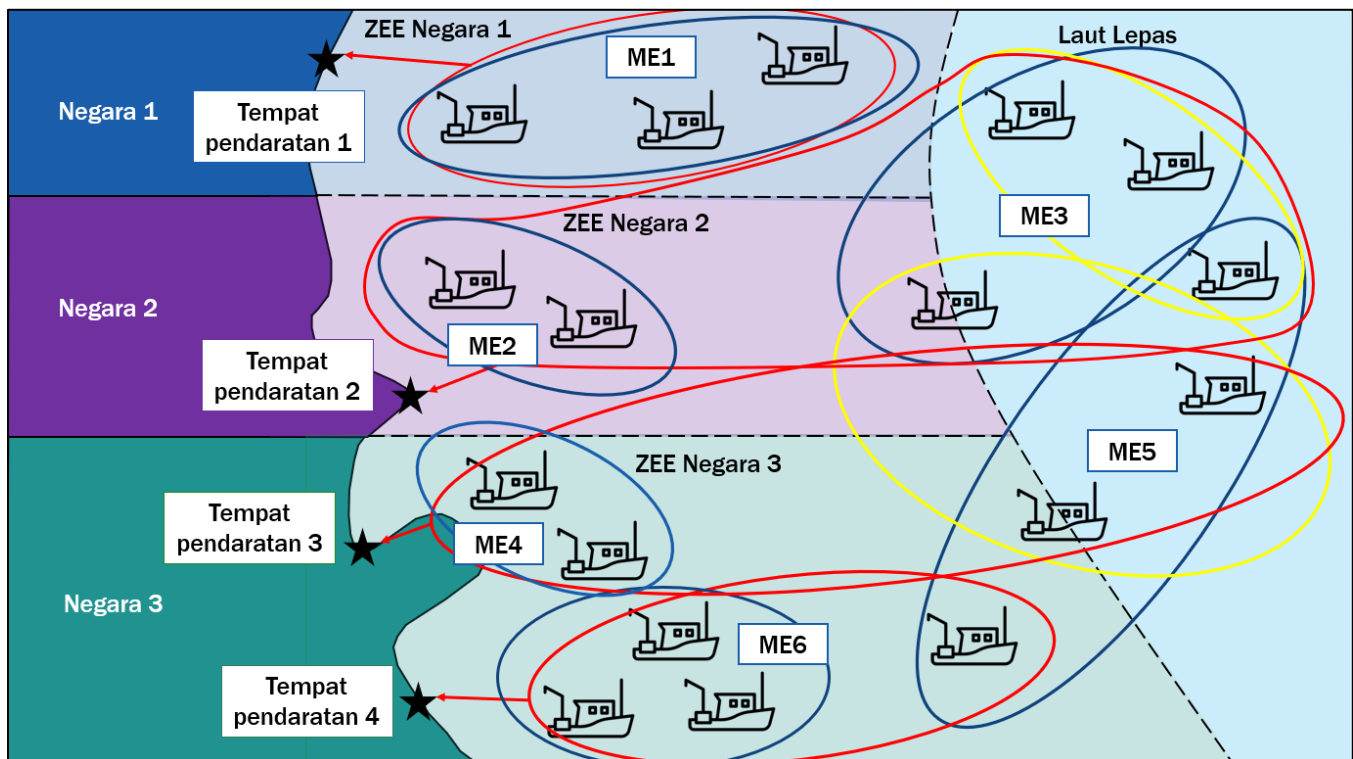 ZEE Negara 1
Laut Lepas
ME1
Negara 1
Tempat
pendaratan 1
ME3
ZEE Negara 2
Negara 2
ME2
Tempat
pendaratan 2
ME5
ZEE Negara 3
Tempat
pendaratan 3
ME4
Negara 3
ME6
Tempat
pendaratan 4